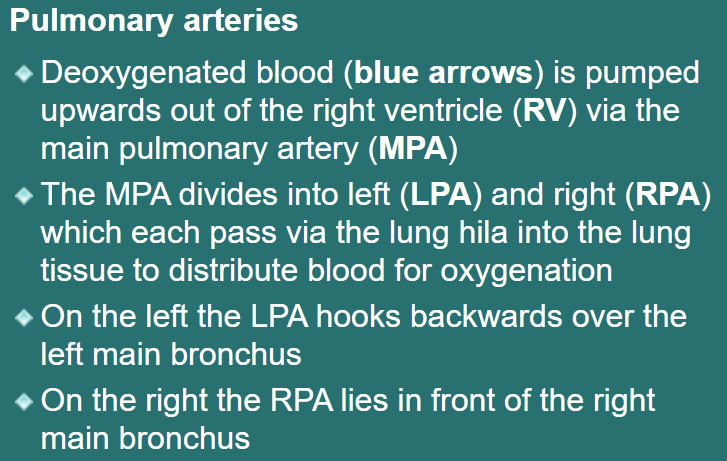 Pulmonary arteries
Deoxygenated blood (blue arrows) is pumped
upwards out of the right ventricle (RV) via the
main pulmonary artery (MPA)
The MPA divides into left (LPA) and right (RPA)
which each pass via the lung hila into the lung
tissue to distribute blood for oxygenation
On the left the LPA hooks backwards over the
left main bronchus
On the right the RPA lies in front of the right
main bronchus